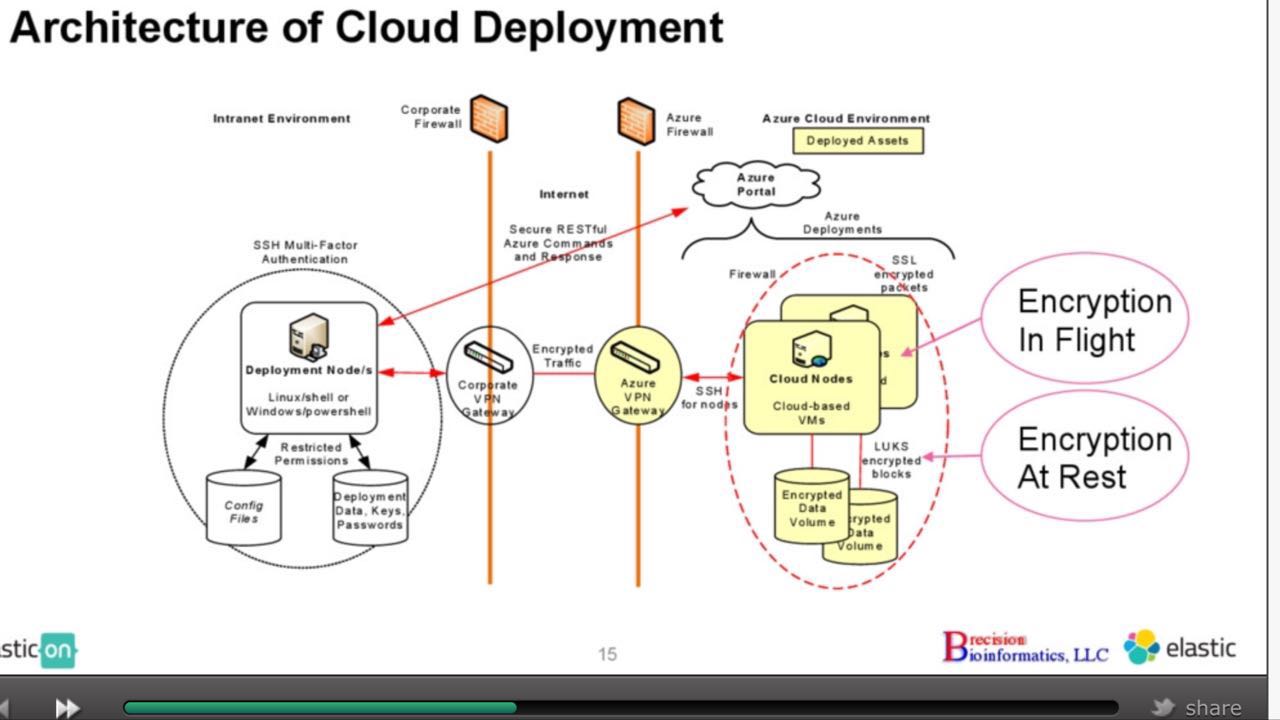 Architecture of Cloud Deployment
Intranet Environment
Corporate
Firewall
Azure
Firewall
Azure Cloud Environment
Deployed Assets
Internet
Azure
Portal
Secure RESTful
Azure Commands
and Response
Azure
Deployments
SSH Multi-Factor
Authentication
Firewall
SSL
encrypted
packets
Encryption
In Flight
Deployment Node/s
Linux/shell or
Windows/powershell
Corporate
VPN
Gateway
Encrypted
Traffic
Azure
VPN
Gateway
SSH
for nodes
Cloud Nodes
Cloud-based
VMs
Restricted
Permissions
LUKS
encrypted
blocks
Encryption
At Rest
Config
Files
Deployment
Data, Keys,
Passwords
Encrypted
Data
Volume
crypted
Data
Volume
stic on
15
Precision
Bioinformatics, LLC
elastic
share